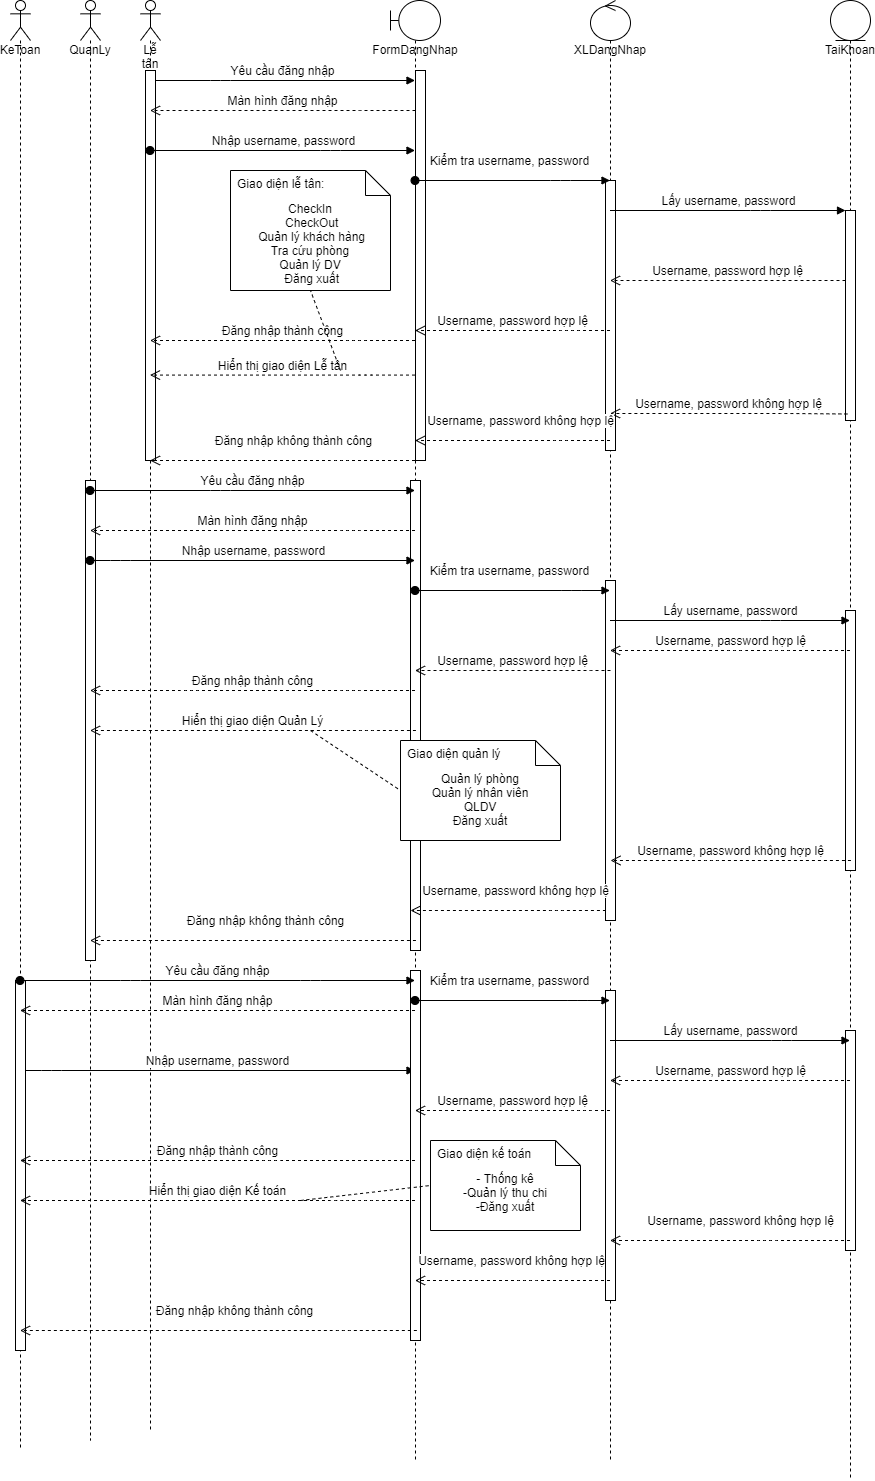 KeToan
QuanLy
Lễ
tân
FormDangNhap
XLDangNhap
TaiKhoan
Yêu cầu đăng nhập
Màn hình đăng nhập
Nhập username, password
Kiểm tra username, password
Giao diện lễ tân:
CheckIn
CheckOut
Quản lý khách hàng
Tra cứu phòng
Quản lý DV
Đăng xuất
Lấy username, password
Username, password hợp lệ
Username, password hợp lệ
Đăng nhập thành công
Hiển thị giao diện Lễ tân
Username, password không hợp lệ
Username, password không hợp lệ
Đăng nhập không thành công
Yêu cầu đăng nhập
Màn hình đăng nhập
Nhập username, password
Kiểm tra username, password
Lấy username, password
Username, password hợp lệ
Username, password hợp lệ
Đăng nhập thành công
Hiển thị giao diện Quản Lý
Giao diện quản lý
Quản lý phòng
Quản lý nhân viên
QLDV
Đăng xuất
Username, password không hợp lệ
Username, password không hợp lệ
Đăng nhập không thành công
Yêu cầu đăng nhập
Kiểm tra username, password
Màn hình đăng nhập
Lấy username, password
Nhập username, password
Username, password hợp lệ
Username, password hợp lệ
Đăng nhập thành công
Giao diện kế toán
- Thống kê
-Quản lý thu chi
-Đăng xuất
Hiển thị giao diện Kế toán
Username, password không hợp lệ
Username, password không hợp lệ
Đăng nhập không thành công